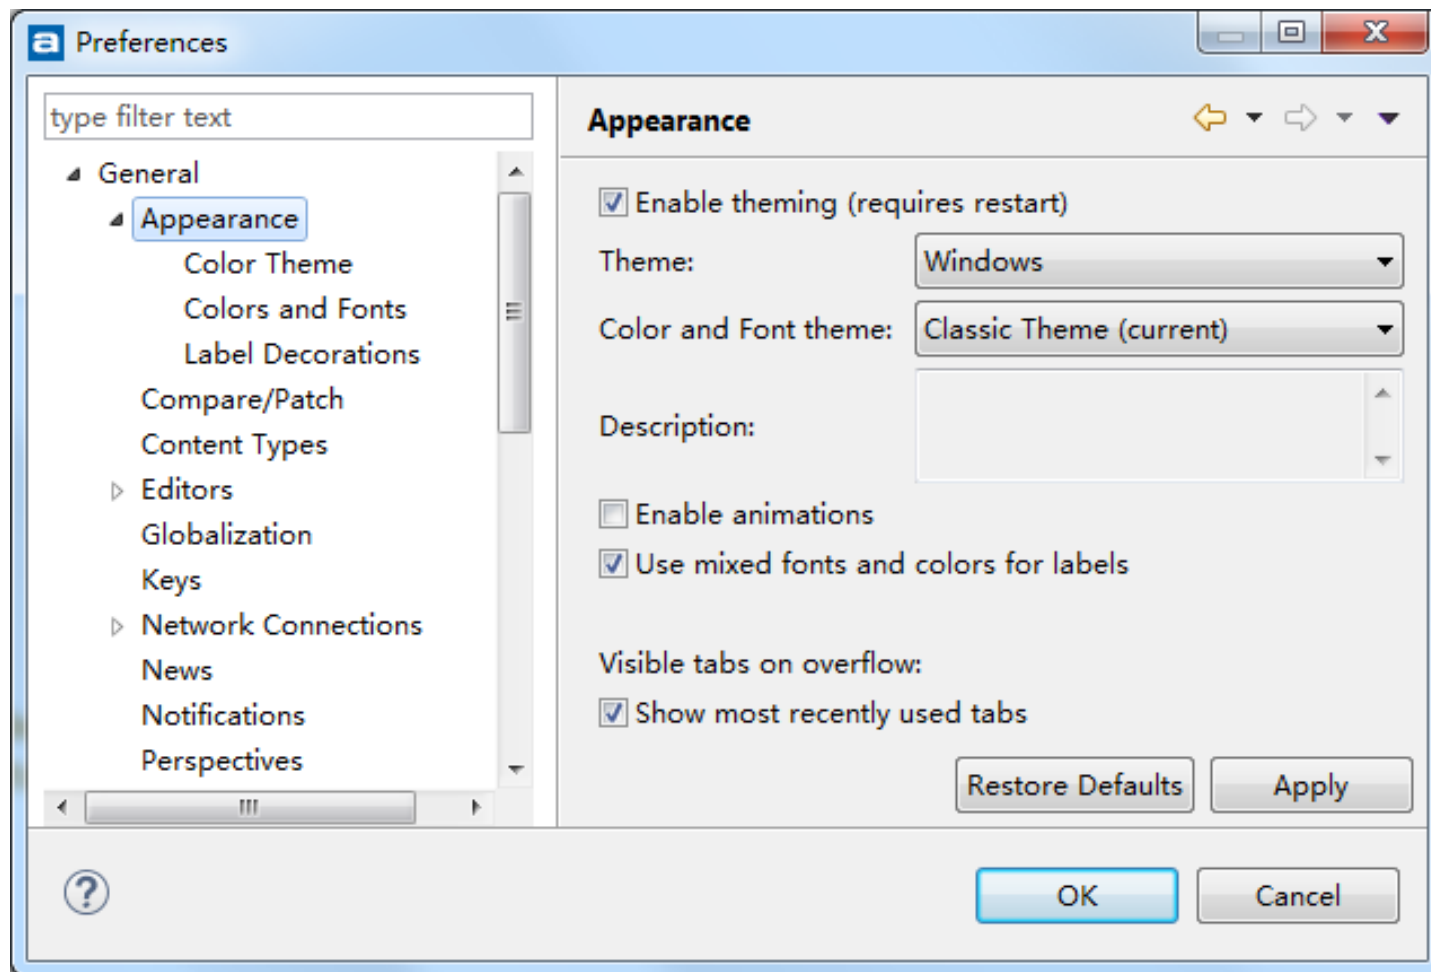 a Preferences
type filter text
General
Appearance
Color Theme
Colors and Fonts
Label Decorations
Compare/Patch
Content Types
Editors
Globalization
Keys
Network Connections
News
Notifications
Perspectives
Appearance
Enable theming (requires restart)
Theme: Windows
Color and Font theme: Classic Theme (current)
Description:
Enable animations
Use mixed fonts and colors for labels
Visible tabs on overflow:
Show most recently used tabs
Restore Defaults Apply
? OK Cancel